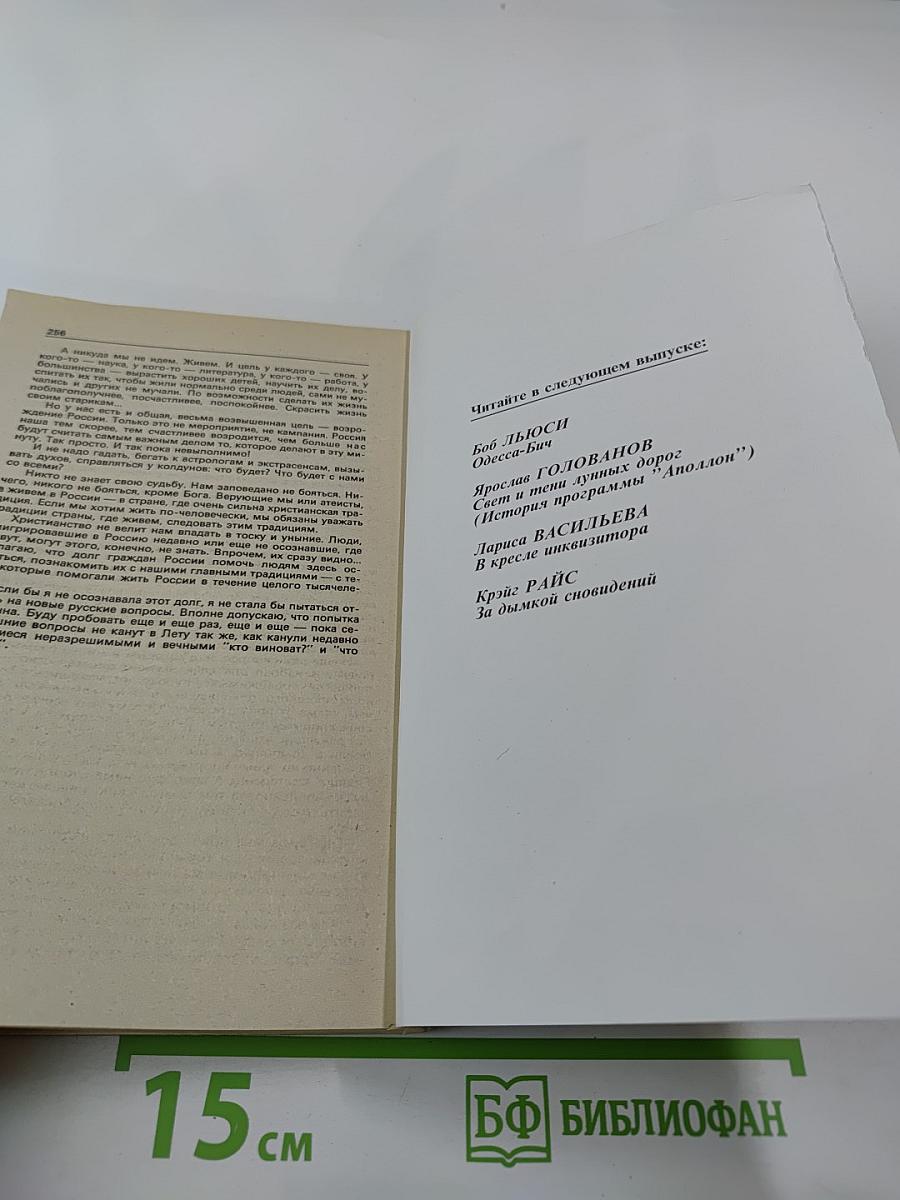 256
А никуда мы не идем. Живем. И цель у каждого — своя. У
кого-то — наука, у кого-то — литература, у кого-то — работа, у
большинства — вырастить хороших детей, научить их делу, во-
спитать их так, чтобы жили нормально среди людей, сами не му-
чались и других не мучали. По возможности сделать их жизнь
поблагополучнее, посчастливее, поспокойнее. Скрасить жизнь
своим старикам...
Но у нас есть и общая, весьма возвышенная цель — возро-
ждение России. Только это не мероприятие, не кампания. Россия
наша тем скорее, тем счастливее возродится, чем больше нас
будут считать самым важным делом то, которое делают в эту ми-
нуту. Так просто. И так пока невыполнимо!
И не надо гадать, бегать к астрологам и экстрасенсам, вызы-
вать духов, справляться у колдунов: что будет? Что будет с нами
со всеми?
Никто не знает свою судьбу. Нам заповедано не бояться. Ни-
чего, никого не бояться, кроме Бога. Верующие мы или атеисты,
живем в России — в стране, где очень сильна христианская тра-
диция. Если мы хотим жить по-человечески, мы обязаны уважать
традиции страны, где живем, следовать этим традициям.
Христианство не велит нам впадать в тоску и уныние. Люди,
мигрировавшие в Россию недавно или еще не осознавшие, где
вут, могут этого, конечно, не знать. Впрочем, их сразу видно...
лагаю, что долг граждан России помочь людям здесь ос-
ться, познакомить их с нашими главными традициями — с те-
которые помогали жить России в течение целого тысячеле-
сли бы я не осознавала этот долг, я не стала бы пытаться от-
ь на новые русские вопросы. Вполне допускаю, что попытка
на. Буду пробовать еще и еще раз, еще и еще — пока се-
шние вопросы не канут в Лету так же, как канули недавно
иеся неразрешимыми и вечными "кто виноват?" и "что
".
Читайте в следующем выпуске:
Боб ЛЬЮСИ
Одесса-Бич
Ярослав ГОЛОВАНОВ
Свет и тени лунных дорог
(История программы "Аполлон")
Лариса ВАСИЛЬЕВА
В кресле инквизитора
Крэйг РАЙС
За дымкой сновидений
15 см
БФ БИБЛИОФАН